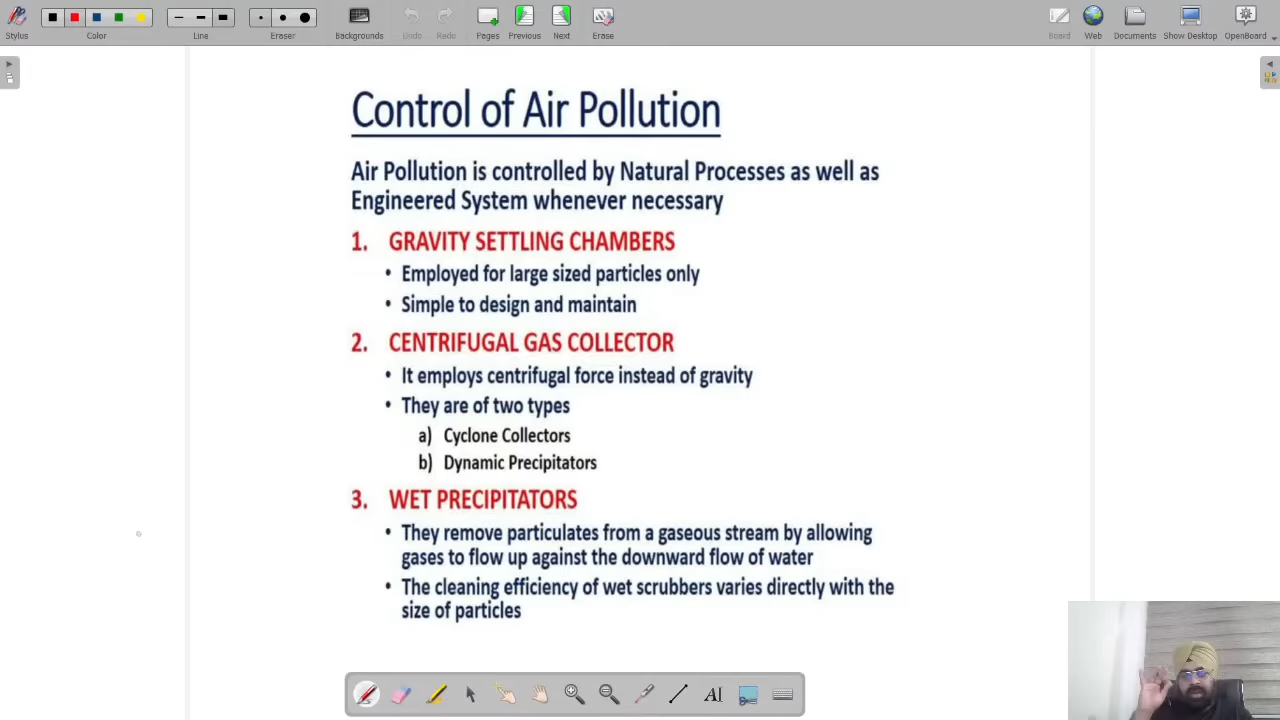 Stylus
Color
Line
Eraser
Backgrounds
Undo
Redo
Pages
Previous
Next
Erase
Board
Web
Documents
Show Desktop
OpenBoard
Control of Air Pollution
Air Pollution is controlled by Natural Processes as well as
Engineered System whenever necessary
1. GRAVITY SETTLING CHAMBERS
• Employed for large sized particles only
• Simple to design and maintain
2. CENTRIFUGAL GAS COLLECTOR
• It employs centrifugal force instead of gravity
• They are of two types
a) Cyclone Collectors
b) Dynamic Precipitators
3. WET PRECIPITATORS
• They remove particulates from a gaseous stream by allowing
gases to flow up against the downward flow of water
• The cleaning efficiency of wet scrubbers varies directly with the
size of particles
AI